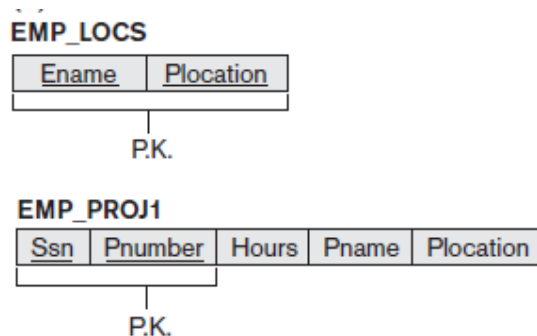 EMP_LOCS
Ename Plocation
P.K.
EMP_PROJ1
Ssn Pnumber Hours Pname Plocation
P.K.